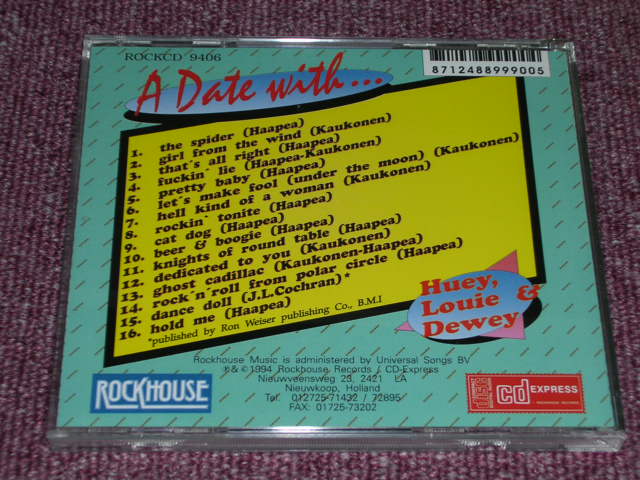 ROCKCD 9406
8712488999005
A Date with...
1. the spider (Haapea)
2. girl from the wind (Kaukonen)
3. that's all right (Haapea)
4. fuckin' lie (Haapea-Kaukonen)
5. pretty baby (Haapea)
6. let's make fool (under the moon) (Kaukonen)
7. hell kind of a woman (Kaukonen)
8. rockin' tonite (Haapea)
9. cat dog (Haapea)
10. beer & boogie (Haapea)
11. knights of round table (Haapea)
12. dedicated to you (Kaukonen)
13. ghost cadillac (Kaukonen-Haapea)
14. rock'n'roll from polar circle (Haapea)
15. dance doll (J.L.Cochran)*
16. hold me (Haapea)
*published by Ron Weiser publishing Co., B.M.I
Huey,
Louie &
Dewey
Rockhouse Music is administered by Universal Songs BV
℗ & © 1994 Rockhouse Records / CD-Express
Nieuwveensweg 23, 2421 LA
Nieuwkoop, Holland
Tel. 012725-71432 / 72895
FAX: 01725-73202
ROCKHOUSE
cd EXPRESS